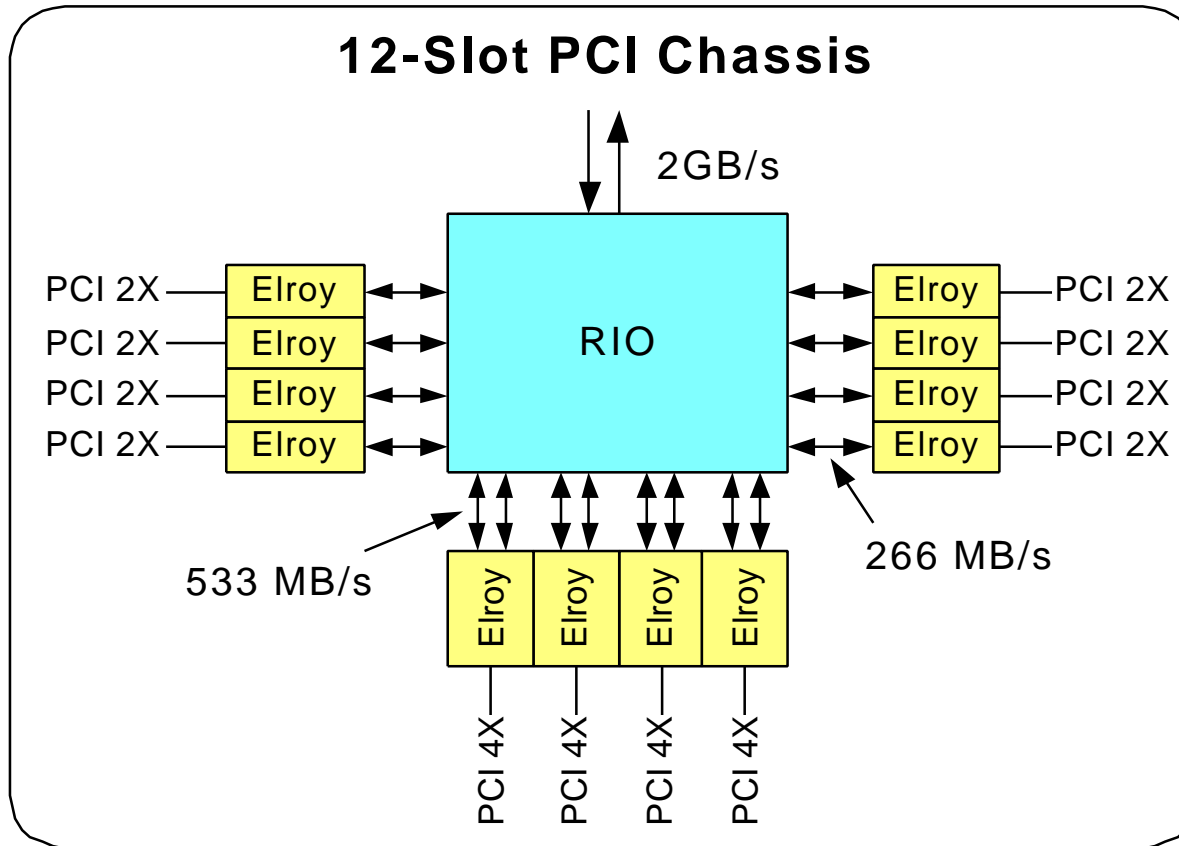 12-Slot PCI Chassis
2GB/s
PCI 2X Elroy
PCI 2X Elroy
PCI 2X Elroy
PCI 2X Elroy
RIO
Elroy PCI 2X
Elroy PCI 2X
Elroy PCI 2X
Elroy PCI 2X
533 MB/s
266 MB/s
Elroy
Elroy
Elroy
Elroy
PCI 4X
PCI 4X
PCI 4X
PCI 4X